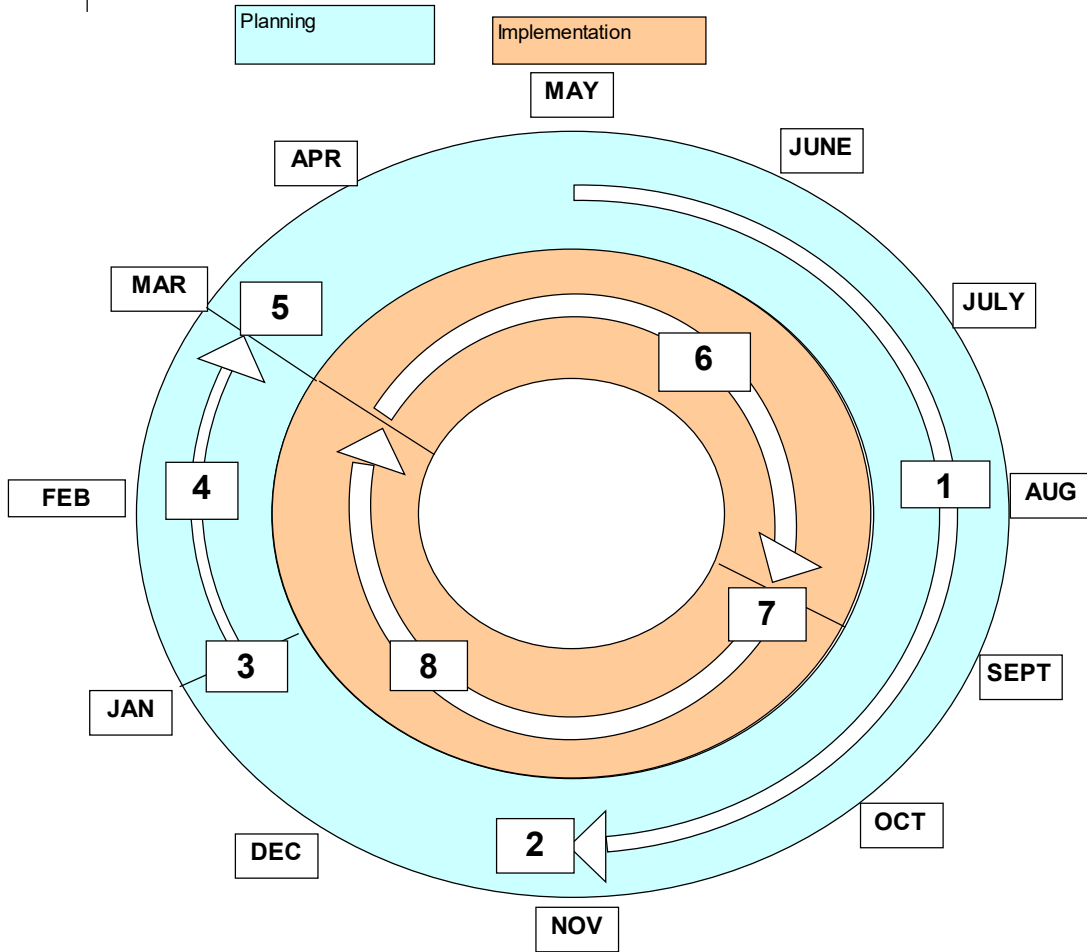 Planning
Implementation
MAY
JUNE
APR
MAR
5
JULY
6
4
1
FEB
AUG
7
3
8
SEPT
JAN
2
OCT
DEC
NOV